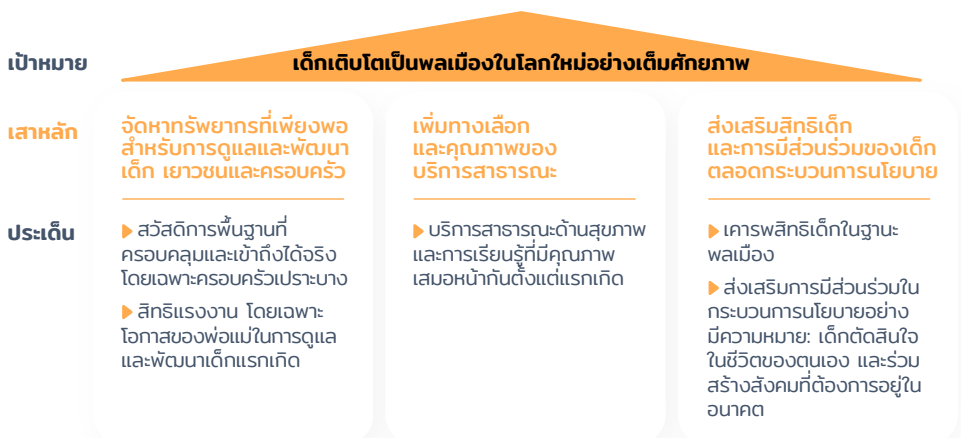 เป้าหมาย
เด็กเติบโตเป็นพลเมืองในโลกใหม่อย่างเต็มศักยภาพ
เสาหลัก
จัดหาทรัพยากรที่เพียงพอ
สำหรับการดูแลและพัฒนา
เด็ก เยาวชนและครอบครัว
เพิ่มทางเลือก
และคุณภาพของ
บริการสาธารณะ
ส่งเสริมสิทธิเด็ก
และการมีส่วนร่วมของเด็ก
ตลอดกระบวนการนโยบาย
ประเด็น
สวัสดิการพื้นฐานที่
ครอบคลุมและเข้าถึงได้จริง
โดยเฉพาะครอบครัวเปราะบาง
สิทธิแรงงาน โดยเฉพาะ
โอกาสของพ่อแม่ในการดูแล
และพัฒนาเด็กแรกเกิด
บริการสาธารณะด้านสุขภาพ
และการเรียนรู้ที่มีคุณภาพ
เสมอหน้ากันตั้งแต่แรกเกิด
เคารพสิทธิเด็กในฐานะ
พลเมือง
ส่งเสริมการมีส่วนร่วมใน
กระบวนการนโยบายอย่าง
มีความหมาย: เด็กตัดสินใจ
ในชีวิตของตนเอง และร่วม
สร้างสังคมที่ต้องการอยู่ใน
อนาคต